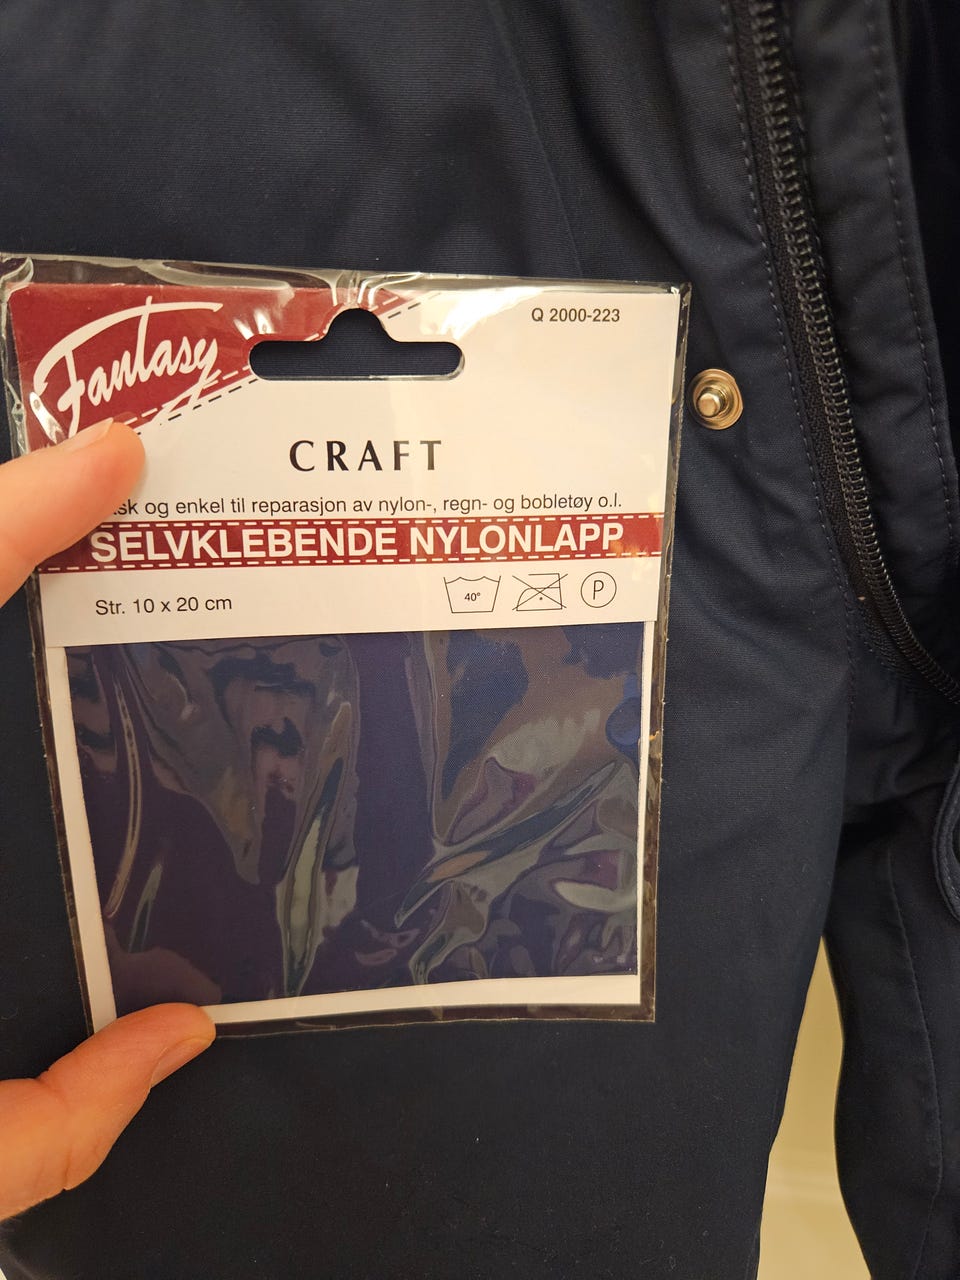 Fantasy
Q 2000-223
CRAFT
og enkel til reparasjon av nylon-, regn- og bobletøy o.l.
SELVKLEBENDE NYLONLAPP
Str. 10 x 20 cm
40°
P